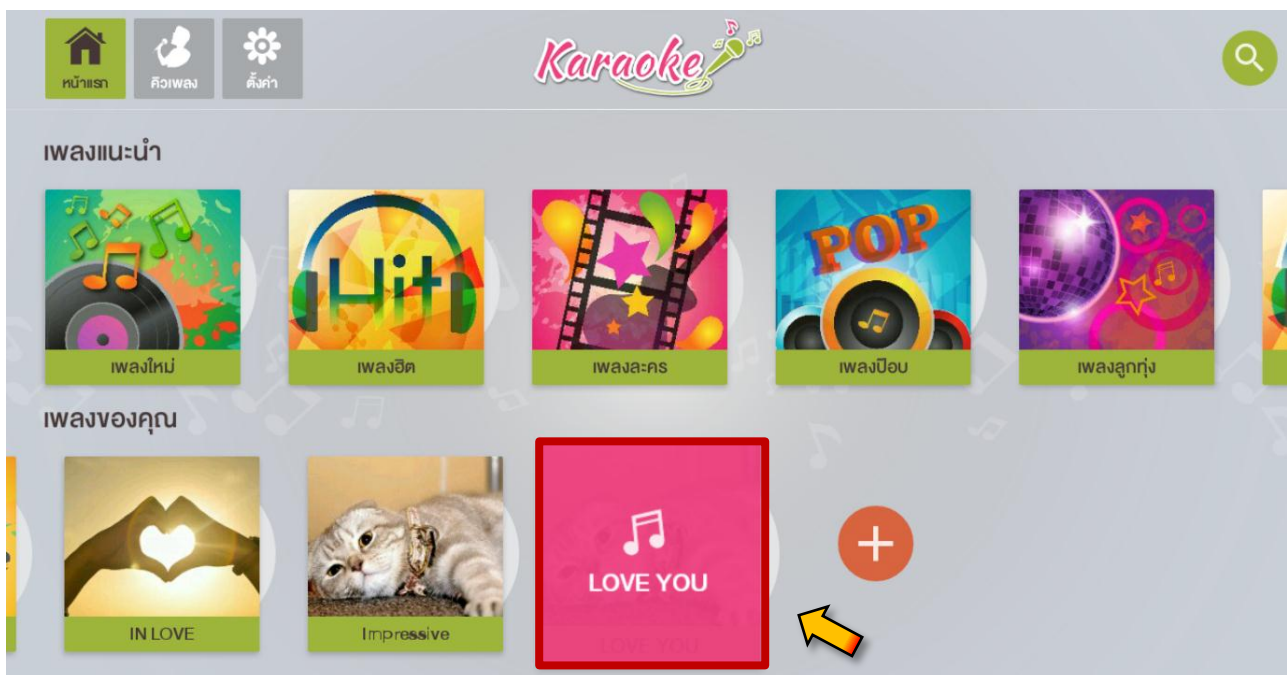 หน้าแรก
คิวเพลง
ตั้งค่า
Karaoke
เพลงแนะนำ
Hit
POP
เพลงใหม่
เพลงฮิต
เพลงละคร
เพลงป๊อบ
เพลงลูกทุ่ง
เพลงของคุณ
LOVE YOU
IN LOVE
Impressive
LOVE YOU